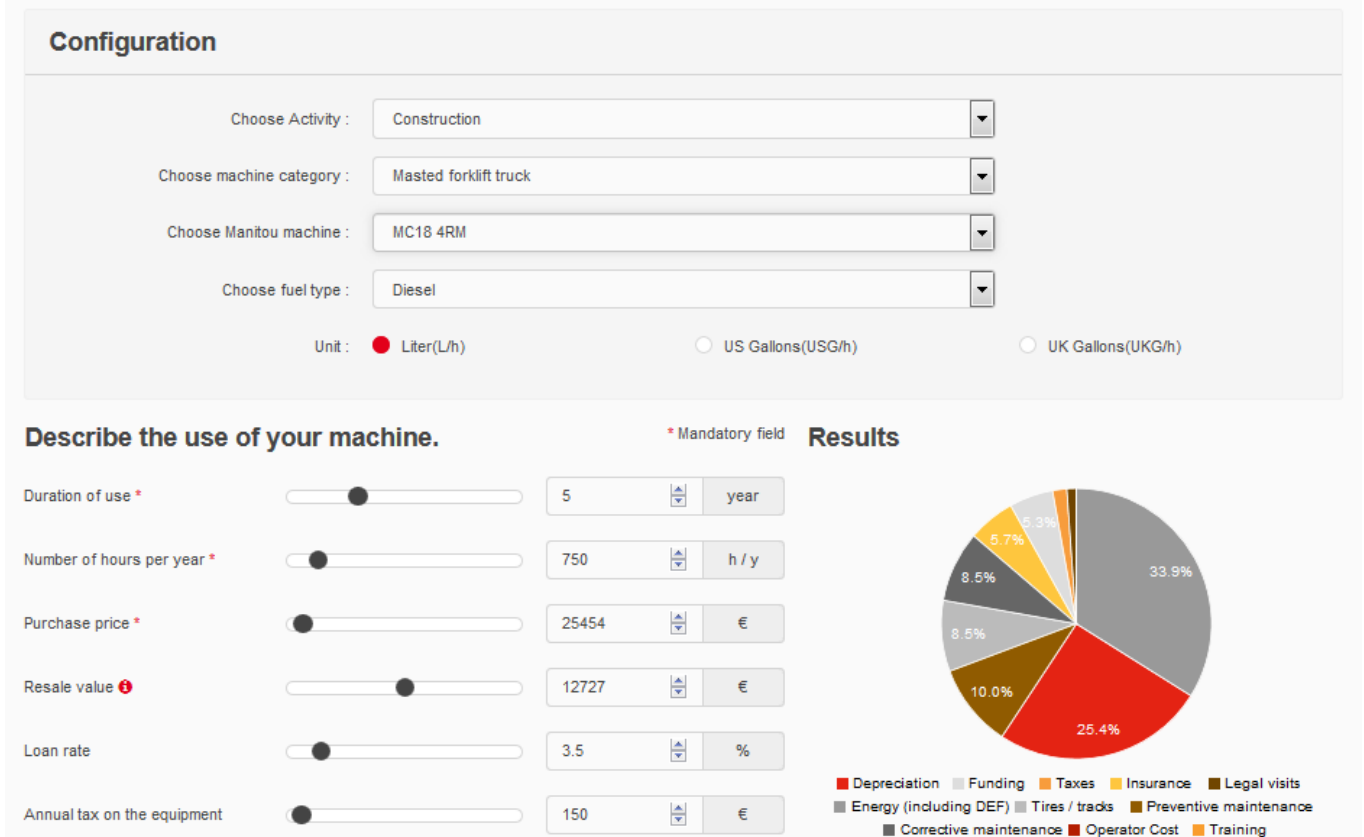 Configuration
Choose Activity : Construction
Choose machine category : Masted forklift truck
Choose Manitou machine : MC18 4RM
Choose fuel type : Diesel
Unit : Liter(L/h) US Gallons(USG/h) UK Gallons(UKG/h)
Describe the use of your machine. * Mandatory field Results
Duration of use * 5 year
Number of hours per year * 750 h / y
Purchase price * 25454 €
Resale value 12727 €
Loan rate 3.5 %
Annual tax on the equipment 150 €
5.3%
5.7%
8.5%
33.9%
8.5%
10.0%
25.4%
Depreciation Funding Taxes Insurance Legal visits
Energy (including DEF) Tires / tracks Preventive maintenance
Corrective maintenance Operator Cost Training